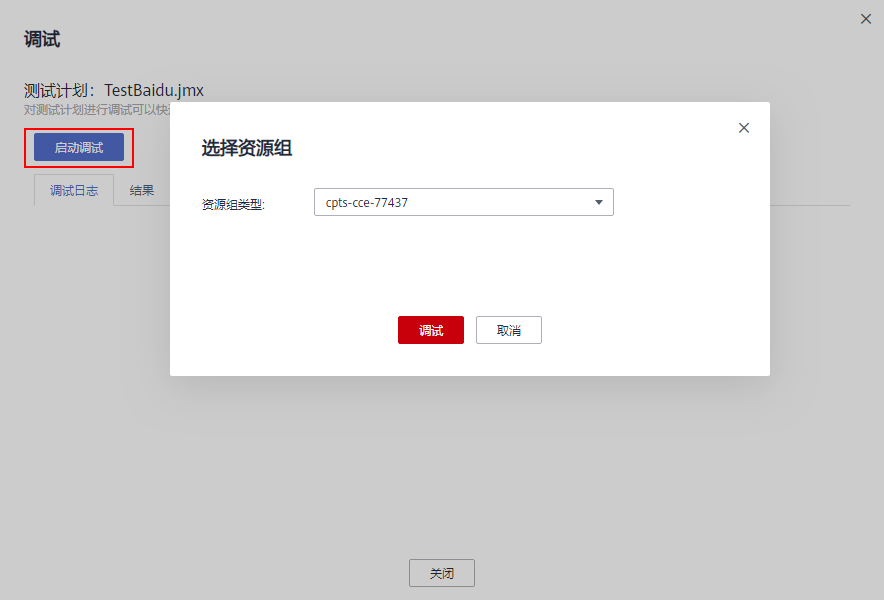 调试
测试计划：TestBaidu.jmx
对测试计划进行调试可以快
启动调试
调试日志
结果
选择资源组
资源组类型:
cpts-cce-77437
调试
取消
关闭